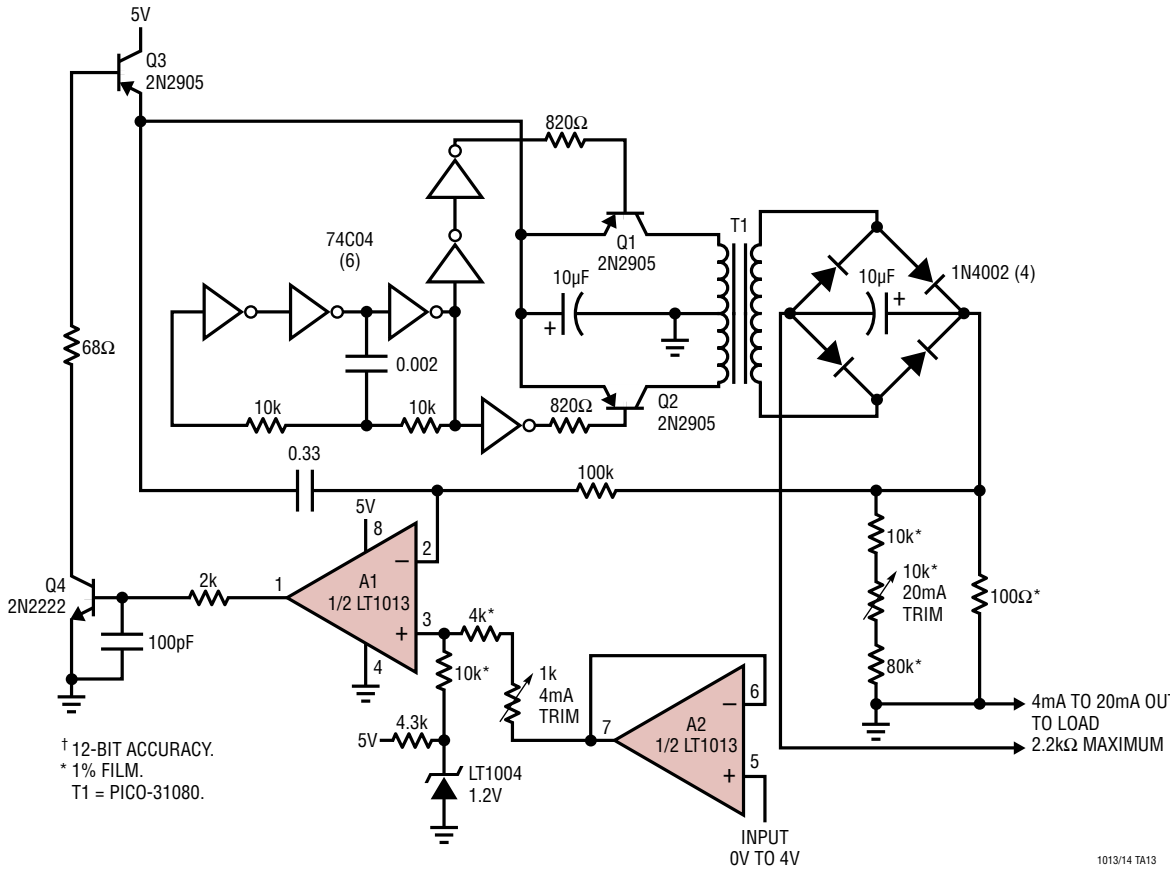 5V
Q3
2N2905
820Ω
T1
Q1
2N2905
74C04
(6)
10µF
+
10µF
+
1N4002 (4)
68Ω
0.002
10k
10k
820Ω
Q2
2N2905
0.33
100k
5V
8
2
–
A1
1/2 LT1013
1
3
+
4
Q4
2N2222
2k
100pF
4k*
10k*
1k
4mA
TRIM
10k*
10k*
20mA
TRIM
80k*
100Ω*
4.3k
5V
LT1004
1.2V
6
–
A2
1/2 LT1013
7
5
+
INPUT
0V TO 4V
4mA TO 20mA OUT
TO LOAD
2.2kΩ MAXIMUM
† 12-BIT ACCURACY.
* 1% FILM.
T1 = PICO-31080.
1013/14 TA13